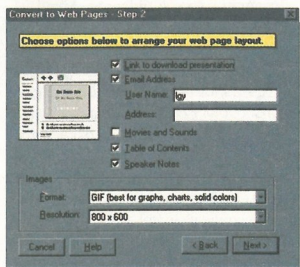 Convert to Web Pages - Step 2
Choose options below to arrange your web page layout.
Link to download presentation
Email Address
User Name: lgy
Address:
Movies and Sounds
Table of Contents
Speaker Notes
Images
Format: GIF (best for graphs, charts, solid colors)
Resolution: 800 x 600
Cancel Help < Back Next >